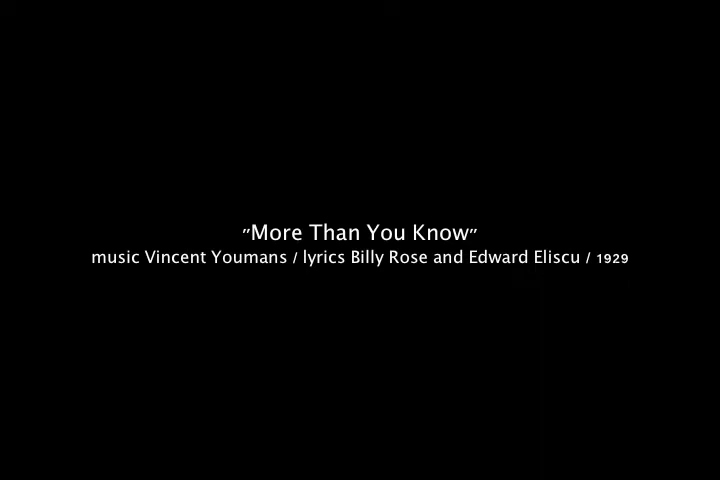 "More Than You Know"
music Vincent Youmans / lyrics Billy Rose and Edward Eliscu / 1929